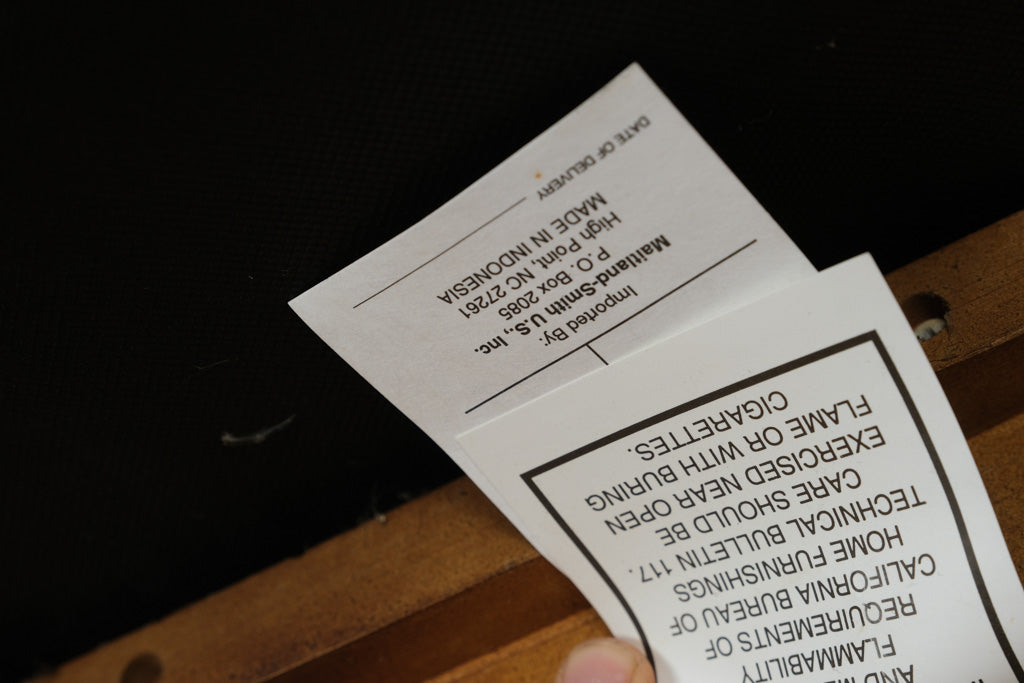 AND M
FLAMMABILITY
REQUIREMENTS OF
CALIFORNIA BUREAU OF
HOME FURNISHINGS
TECHNICAL BULLETIN 117.
CARE SHOULD BE
EXERCISED NEAR OPEN
FLAME OR WITH BURING
CIGARETTES.
Imported By:
Maitland-Smith U.S., Inc.
P.O. Box 2085
High Point, NC 27261
MADE IN INDONESIA
DATE OF DELIVERY